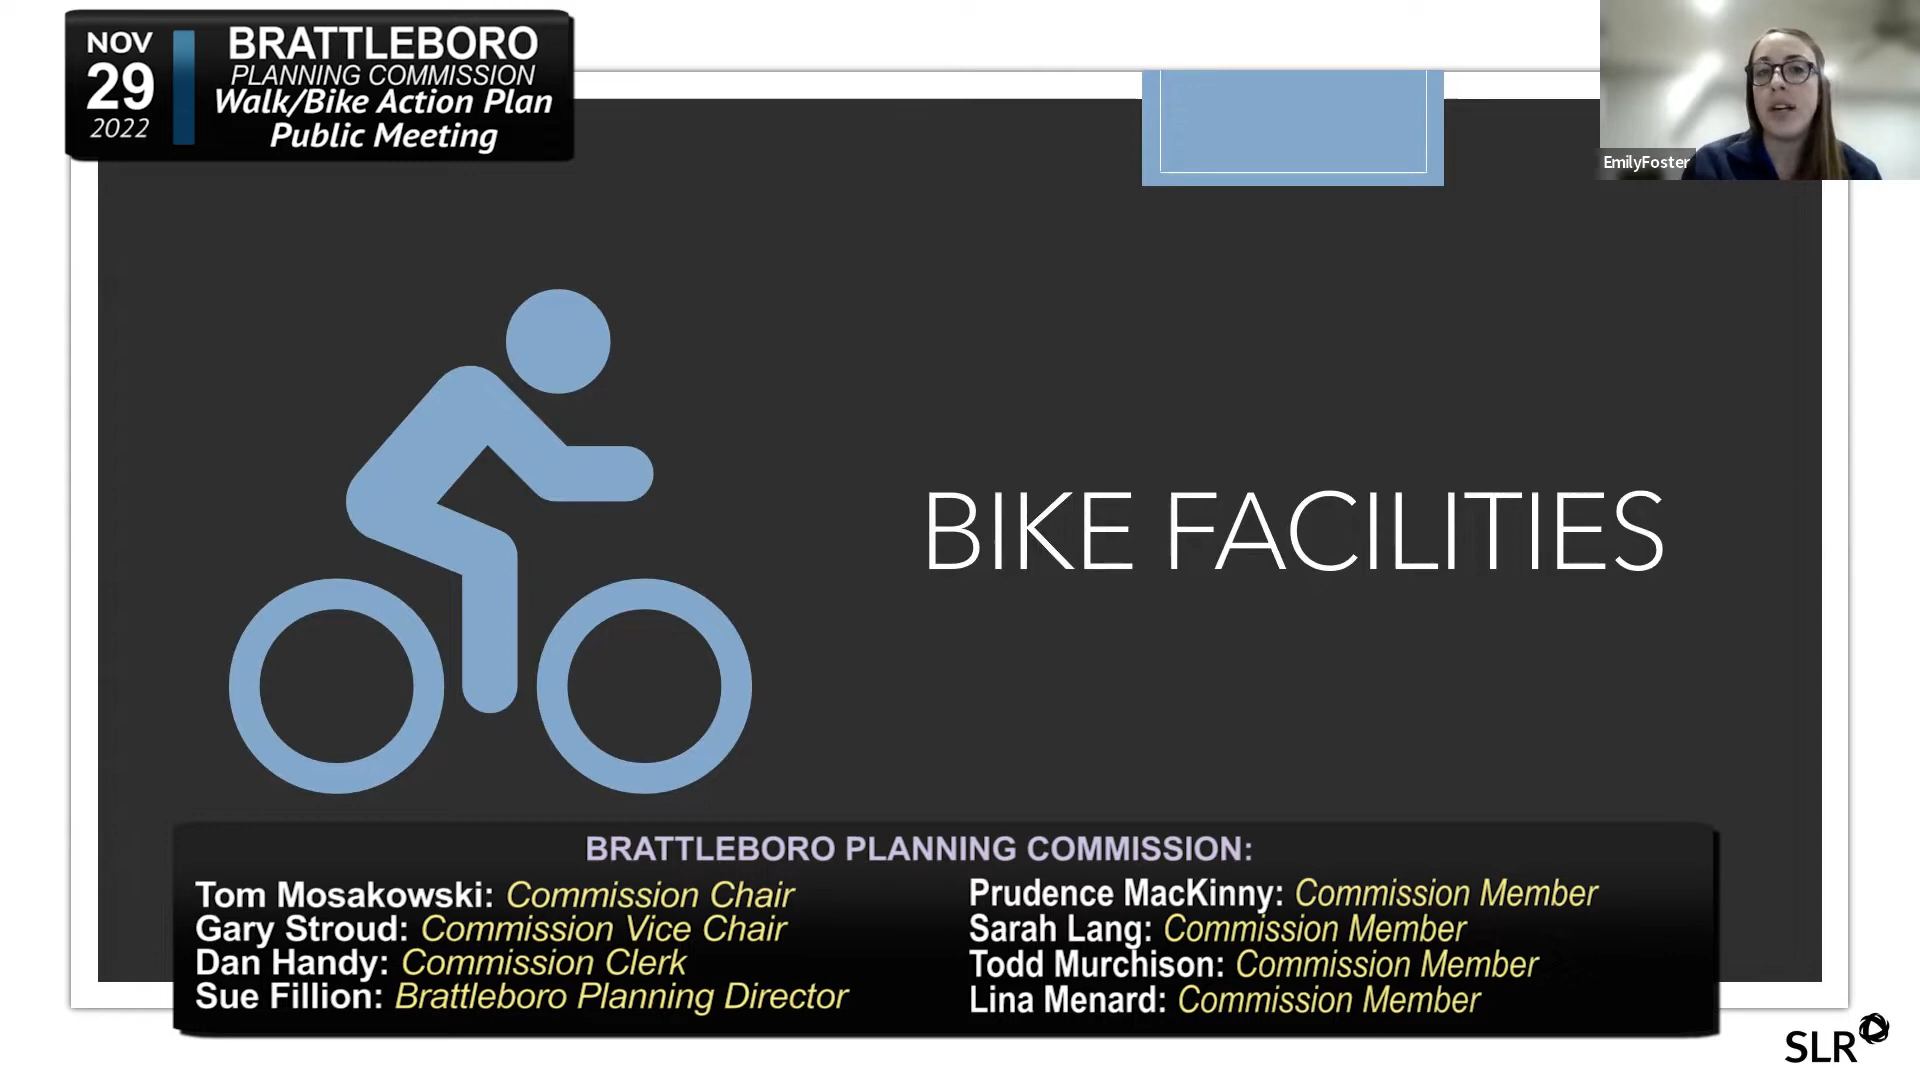 NOV
29
2022
BRATTLEBORO
PLANNING COMMISSION
Walk/Bike Action Plan
Public Meeting
EmilyFoster
BIKE FACILITIES
BRATTLEBORO PLANNING COMMISSION:
Tom Mosakowski: Commission Chair
Gary Stroud: Commission Vice Chair
Dan Handy: Commission Clerk
Sue Fillion: Brattleboro Planning Director
Prudence MacKinny: Commission Member
Sarah Lang: Commission Member
Todd Murchison: Commission Member
Lina Menard: Commission Member
SLR